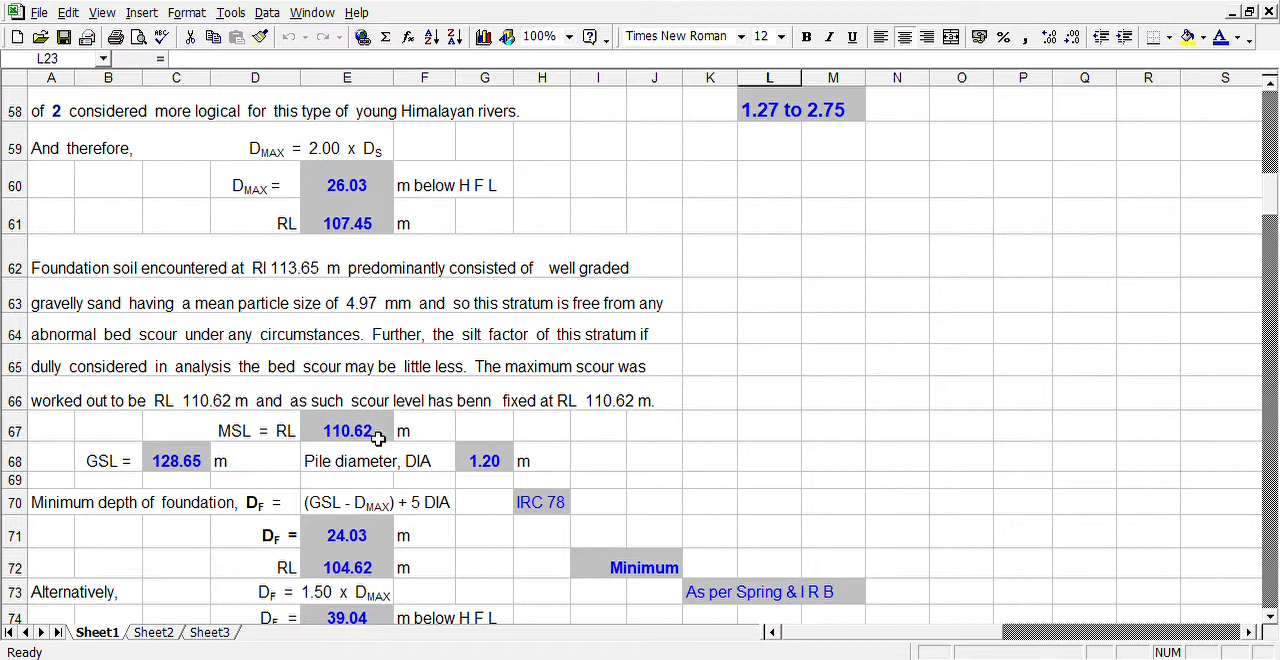 File Edit View Insert Format Tools Data Window Help
100% Times New Roman 12 B I U
L23 =
A B C D E F G H I J K L M N O P Q R S
58 of 2 considered more logical for this type of young Himalayan rivers. 1.27 to 2.75
59 And therefore, DMAX = 2.00 x DS
60 DMAX = 26.03 m below H F L
61 RL 107.45 m
62 Foundation soil encountered at Rl 113.65 m predominantly consisted of well graded
63 gravelly sand having a mean particle size of 4.97 mm and so this stratum is free from any
64 abnormal bed scour under any circumstances. Further, the silt factor of this stratum if
65 dully considered in analysis the bed scour may be little less. The maximum scour was
66 worked out to be RL 110.62 m and as such scour level has benn fixed at RL 110.62 m.
67 MSL = RL 110.62 m
68 GSL = 128.65 m Pile diameter, DIA 1.20 m
69
70 Minimum depth of foundation, DF = (GSL - DMAX) + 5 DIA IRC 78
71 DF = 24.03 m
72 RL 104.62 m Minimum
73 Alternatively, DF = 1.50 x DMAX As per Spring & I R B
74 DF = 39.04 m below H F L
Sheet1 Sheet2 Sheet3
Ready NUM